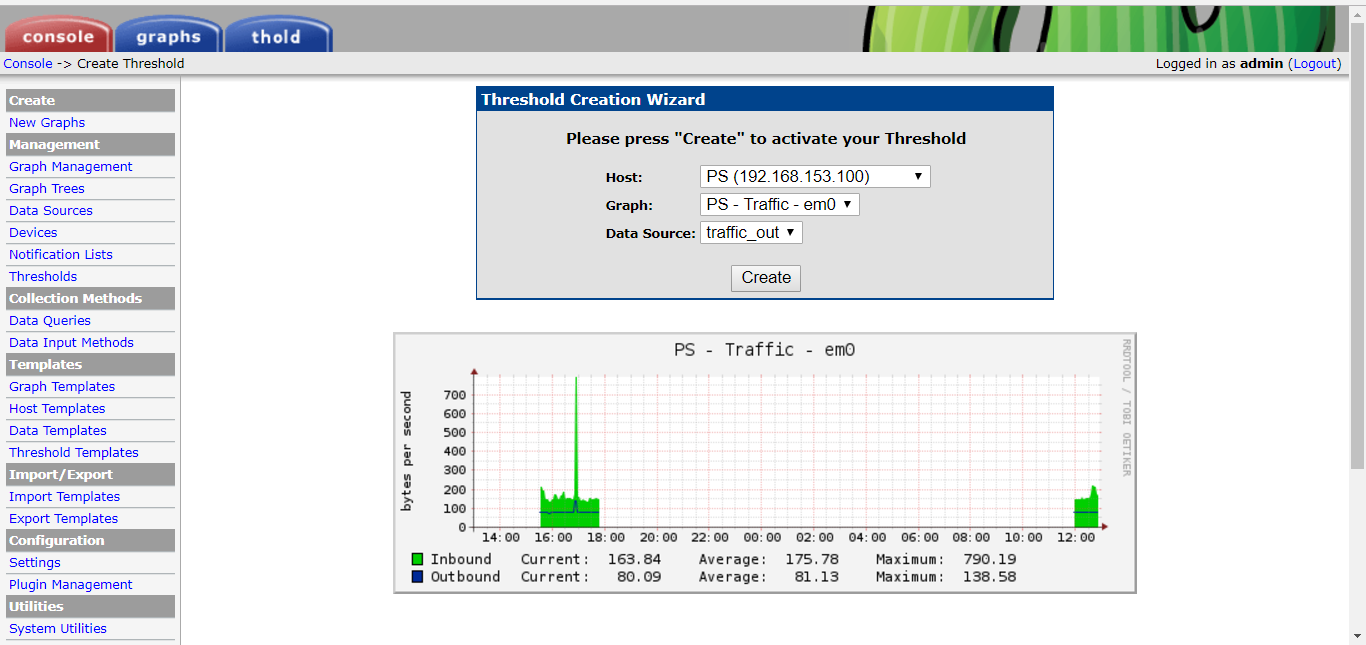 console graphs thold
Console -> Create Threshold
Logged in as admin (Logout)
Create
New Graphs
Management
Graph Management
Graph Trees
Data Sources
Devices
Notification Lists
Thresholds
Collection Methods
Data Queries
Data Input Methods
Templates
Graph Templates
Host Templates
Data Templates
Threshold Templates
Import/Export
Import Templates
Export Templates
Configuration
Settings
Plugin Management
Utilities
System Utilities
Threshold Creation Wizard
Please press "Create" to activate your Threshold
Host: PS (192.168.153.100)
Graph: PS - Traffic - em0
Data Source: traffic_out
Create
PS - Traffic - em0
RRDTOOL / TOBI OETIKER
bytes per second
700
600
500
400
300
200
100
0
14:00 16:00 18:00 20:00 22:00 00:00 02:00 04:00 06:00 08:00 10:00 12:00
Inbound Current: 163.84 Average: 175.78 Maximum: 790.19
Outbound Current: 80.09 Average: 81.13 Maximum: 138.58